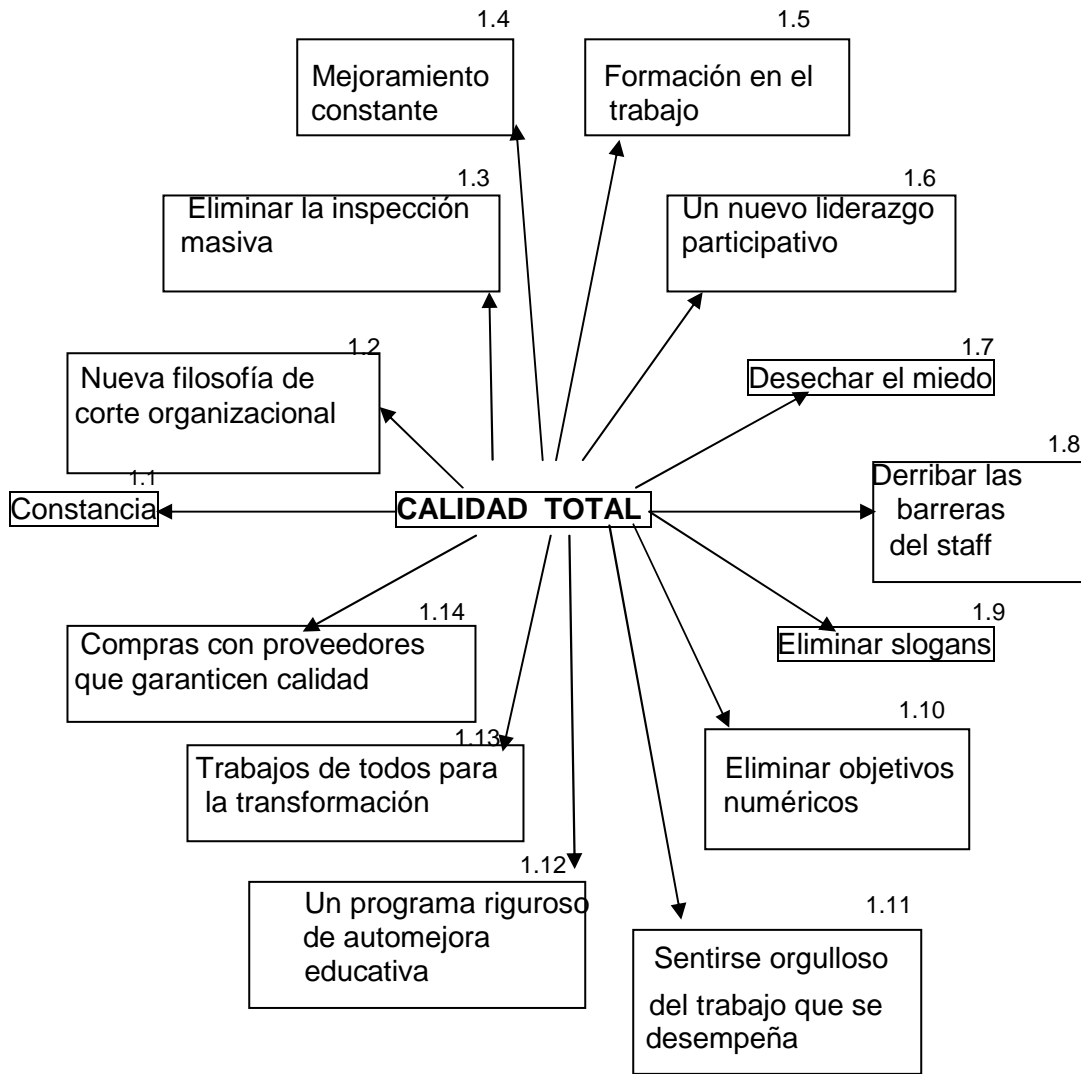 1.4
Mejoramiento
constante
1.5
Formación en el
trabajo
1.3
Eliminar la inspección
masiva
1.6
Un nuevo liderazgo
participativo
1.2
Nueva filosofía de
corte organizacional
1.7
Desechar el miedo
1.1
Constancia
CALIDAD TOTAL
1.8
Derribar las
barreras
del staff
1.14
Compras con proveedores
que garanticen calidad
1.9
Eliminar slogans
1.13
Trabajos de todos para
la transformación
1.10
Eliminar objetivos
numéricos
1.12
Un programa riguroso
de automejora
educativa
1.11
Sentirse orgulloso
del trabajo que se
desempeña